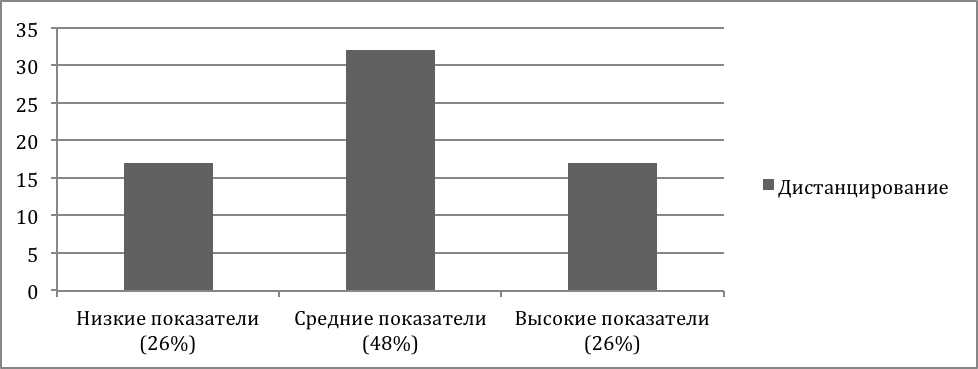 35
30
25
20
15
10
5
0
Низкие показатели
(26%)
Средние показатели
(48%)
Высокие показатели
(26%)
Дистанцирование